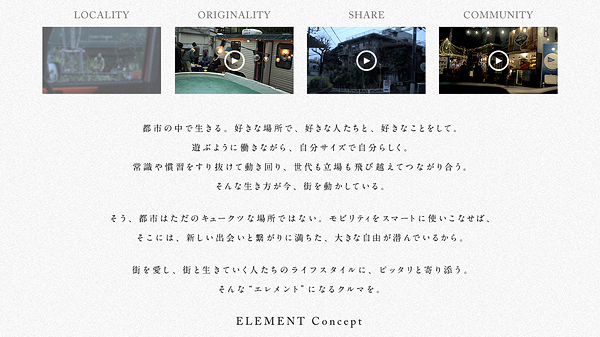 LOCALITY ORIGINALITY SHARE COMMUNITY
都市の中で生きる。好きな場所で、好きな人たちと、好きなことをして。
遊ぶように働きながら、自分サイズで自分らしく。
常識や慣習をすり抜けて動き回り、世代も立場も飛び越えてつながり合う。
そんな生き方が今、街を動かしている。
そう、都市はただのキュークツな場所ではない。モビリティをスマートに使いこなせば、
そこには、新しい出会いと繋がりに満ちた、大きな自由が潜んでいるから。
街を愛し、街と生きていく人たちのライフスタイルに、ピッタリと寄り添う。
そんな“エレメント”になるクルマを。
ELEMENT Concept